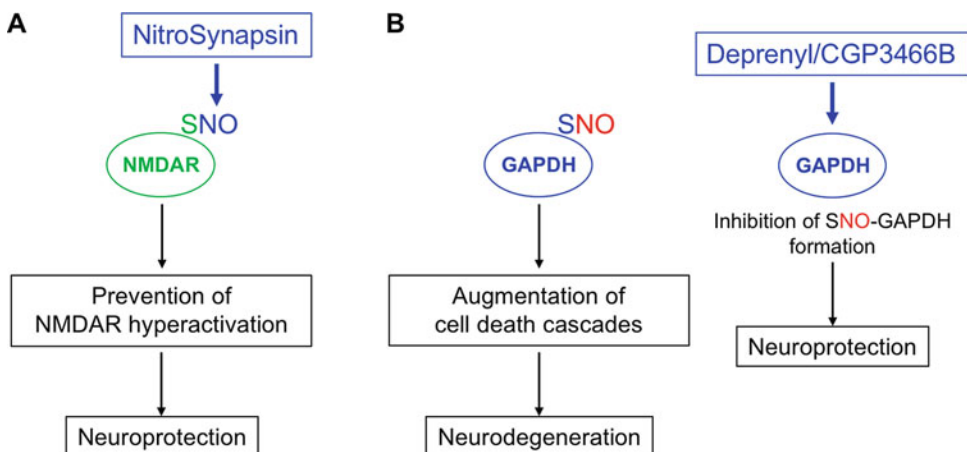 A
NitroSynapsin
SNO
NMDAR
Prevention of
NMDAR hyperactivation
Neuroprotection
B
SNO
GAPDH
Augmentation of
cell death cascades
Neurodegeneration
Deprenyl/CGP3466B
GAPDH
Inhibition of SNO-GAPDH
formation
Neuroprotection